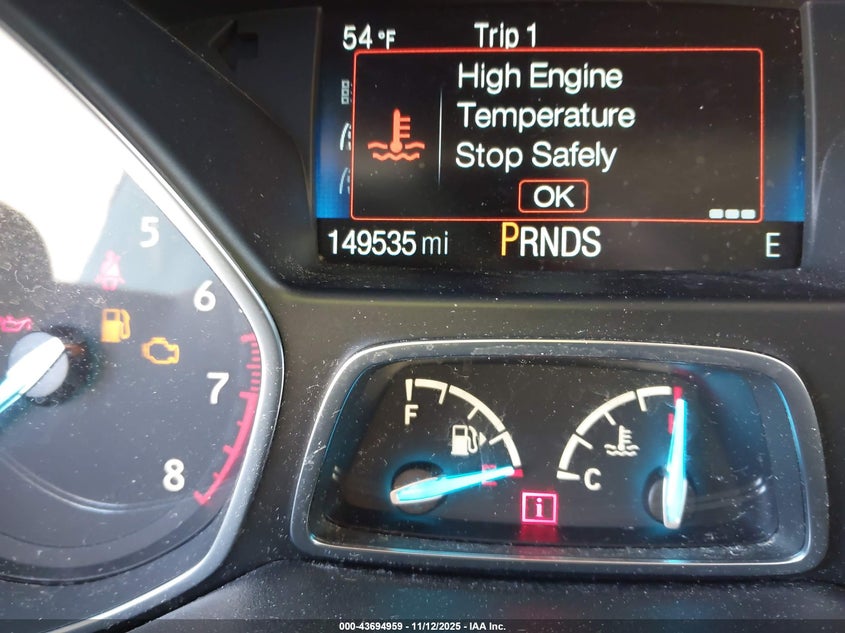 54 °F Trip 1
High Engine
Temperature
Stop Safely
OK
149535 mi PRNDS E
5
6
7
8
F
E
C
H
i
000-43694959 - 11/12/2025 - IAA Inc.